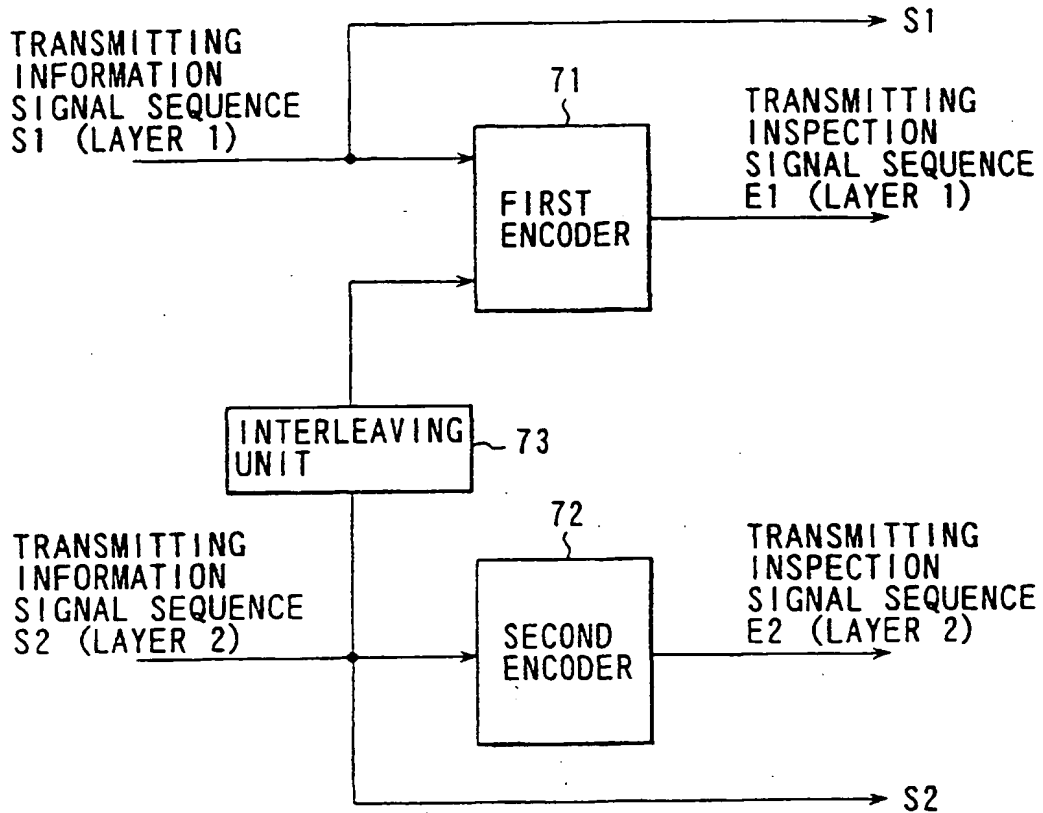 TRANSMITTING
INFORMATION
SIGNAL SEQUENCE
S1 (LAYER 1)
S1
71
FIRST
ENCODER
TRANSMITTING
INSPECTION
SIGNAL SEQUENCE
E1 (LAYER 1)
INTERLEAVING
UNIT
73
TRANSMITTING
INFORMATION
SIGNAL SEQUENCE
S2 (LAYER 2)
72
SECOND
ENCODER
TRANSMITTING
INSPECTION
SIGNAL SEQUENCE
E2 (LAYER 2)
S2